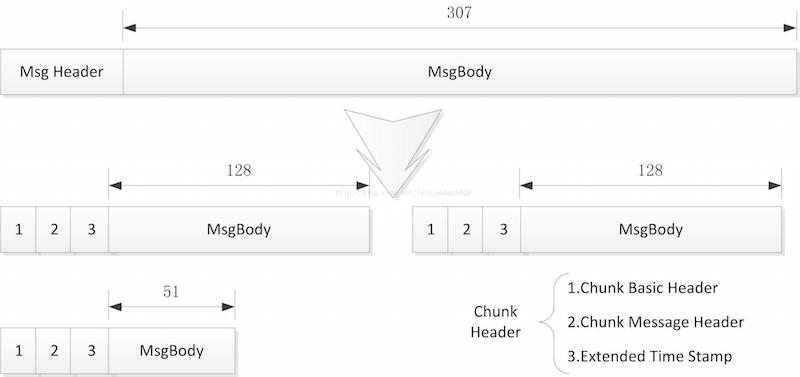 307
Msg Header
MsgBody
128
128
1 2 3 MsgBody
1 2 3 MsgBody
51
1 2 3 MsgBody
Chunk
Header
1.Chunk Basic Header
2.Chunk Message Header
3.Extended Time Stamp